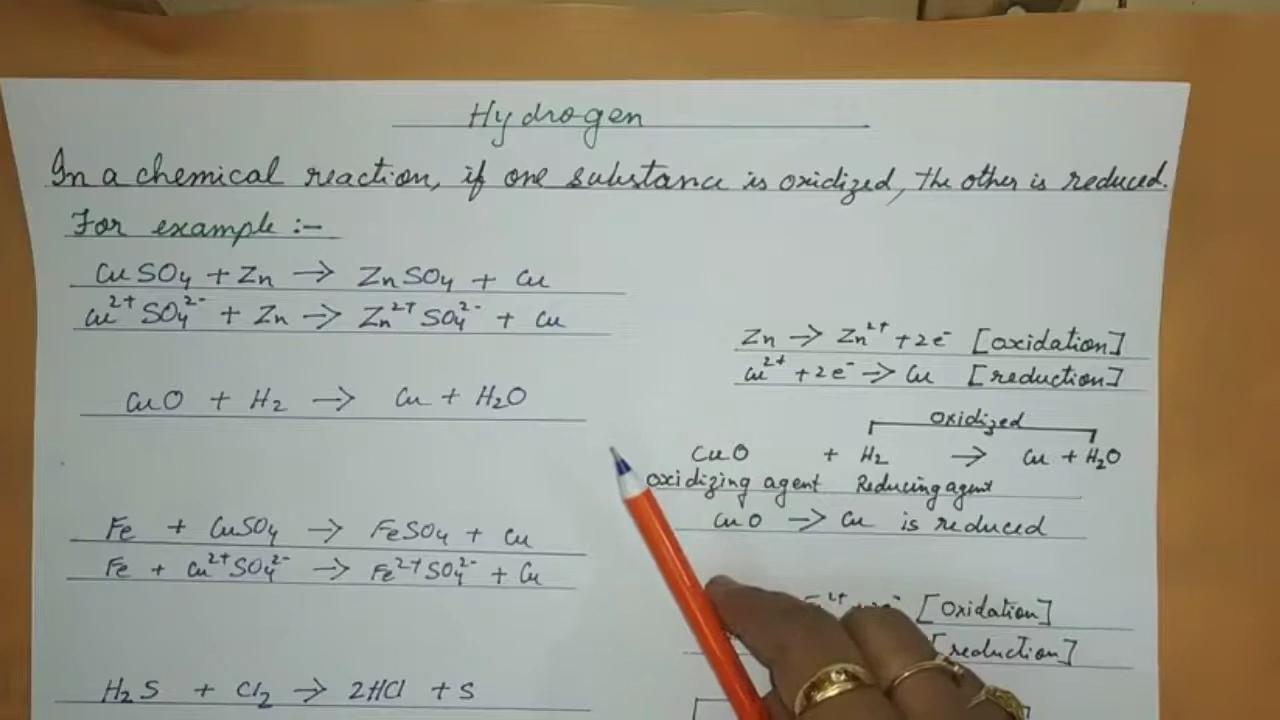 Hydrogen
In a chemical reaction, if one substance is oxidized, the other is reduced.
For example :-
CuSO₄ + Zn → ZnSO₄ + Cu
Cu²⁺SO₄²⁻ + Zn → Zn²⁺SO₄²⁻ + Cu
Zn → Zn²⁺ + 2e⁻ [oxidation]
Cu²⁺ + 2e⁻ → Cu [reduction]
CuO + H₂ → Cu + H₂O
Oxidized
CuO + H₂ → Cu + H₂O
oxidizing agent Reducing agent
CuO → Cu is reduced
Fe + CuSO₄ → FeSO₄ + Cu
Fe + Cu²⁺SO₄²⁻ → Fe²⁺SO₄²⁻ + Cu
[Oxidation]
[reduction]
H₂S + Cl₂ → 2HCl + S